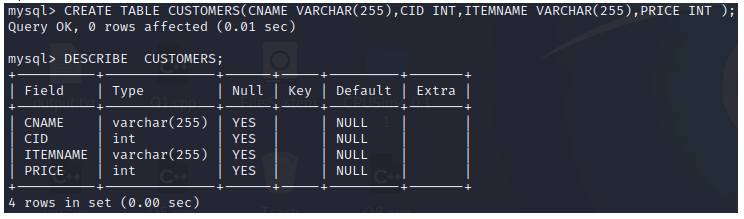 mysql> CREATE TABLE CUSTOMERS(CNAME VARCHAR(255),CID INT,ITEMNAME VARCHAR(255),PRICE INT );
Query OK, 0 rows affected (0.01 sec)
mysql> DESCRIBE  CUSTOMERS;
+----------+--------------+------+-----+---------+-------+
| Field    | Type         | Null | Key | Default | Extra |
+----------+--------------+------+-----+---------+-------+
| CNAME    | varchar(255) | YES  |     | NULL    |       |
| CID      | int          | YES  |     | NULL    |       |
| ITEMNAME | varchar(255) | YES  |     | NULL    |       |
| PRICE    | int          | YES  |     | NULL    |       |
+----------+--------------+------+-----+---------+-------+
4 rows in set (0.00 sec)